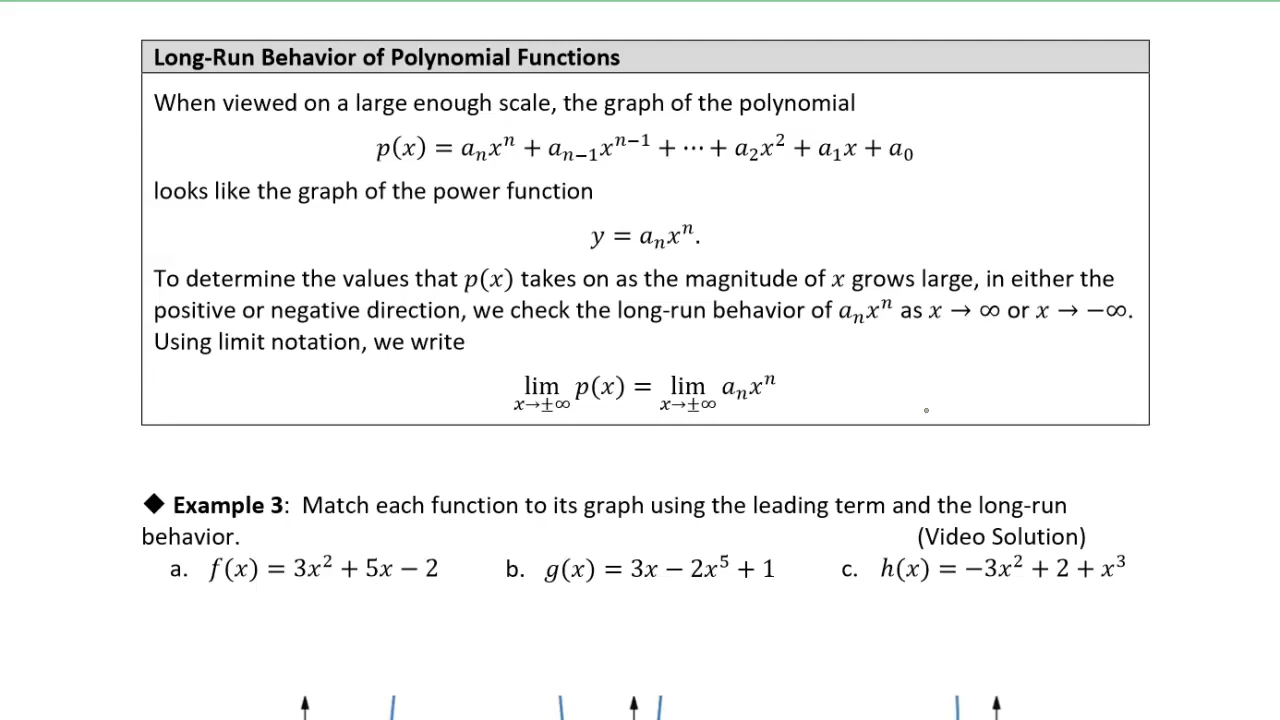 Long-Run Behavior of Polynomial Functions
When viewed on a large enough scale, the graph of the polynomial
p(x) = aₙxⁿ + aₙ₋₁xⁿ⁻¹ + ⋯ + a₂x² + a₁x + a₀
looks like the graph of the power function
y = aₙxⁿ.
To determine the values that p(x) takes on as the magnitude of x grows large, in either the
positive or negative direction, we check the long-run behavior of aₙxⁿ as x → ∞ or x → −∞.
Using limit notation, we write
lim p(x) = lim aₙxⁿ
x→±∞ x→±∞
◆ Example 3: Match each function to its graph using the leading term and the long-run
behavior. (Video Solution)
a. f(x) = 3x² + 5x − 2 b. g(x) = 3x − 2x⁵ + 1 c. h(x) = −3x² + 2 + x³